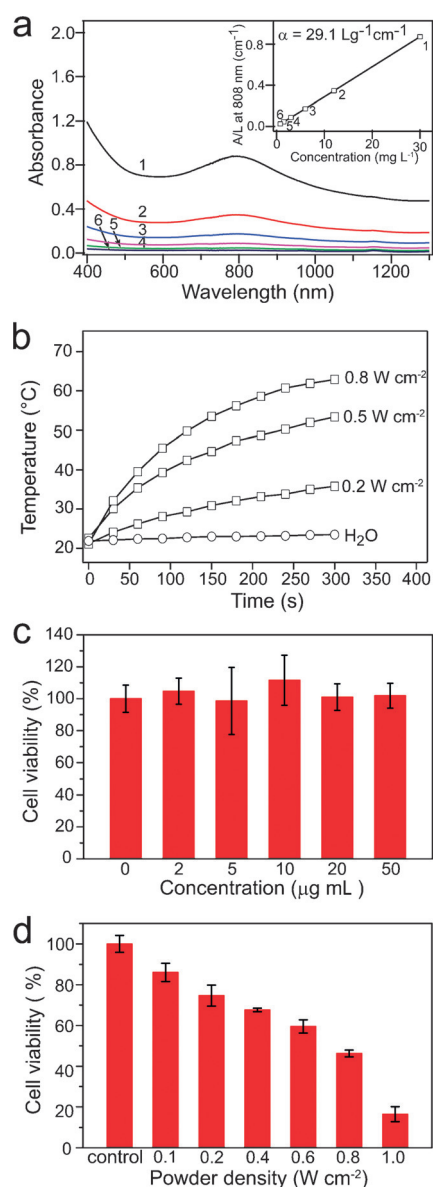 a
2.0
1.6
1.2
0.8
0.4
0.0
Absorbance
400
600
800
1000
1200
Wavelength (nm)
1
2
3
4
5
6
α = 29.1 Lg⁻¹cm⁻¹
A/L at 808 nm (cm⁻¹)
0.8
0.4
0.0
0
10
20
30
Concentration (mg L⁻¹)
1
2
3
4
5
6
b
70
60
50
40
30
20
Temperature (°C)
0.8 W cm⁻²
0.5 W cm⁻²
0.2 W cm⁻²
H₂O
0 50 100 150 200 250 300 350 400
Time (s)
c
140
120
100
80
60
40
20
0
Cell viability (%)
0 2 5 10 20 50
Concentration (μg mL )
d
100
80
60
40
20
0
Cell viability ( %)
control 0.1 0.2 0.4 0.6 0.8 1.0
Powder density (W cm⁻²)